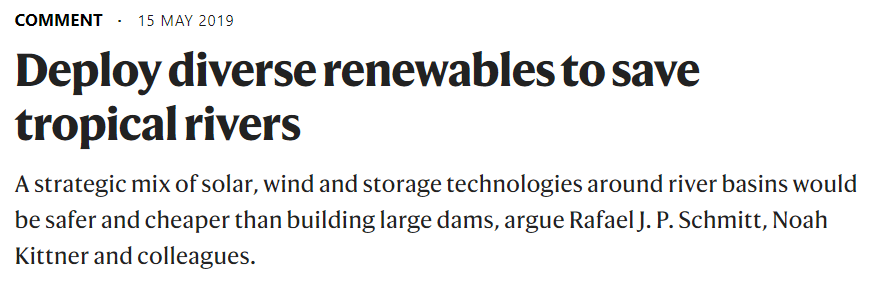 COMMENT · 15 MAY 2019
Deploy diverse renewables to save
tropical rivers
A strategic mix of solar, wind and storage technologies around river basins would
be safer and cheaper than building large dams, argue Rafael J. P. Schmitt, Noah
Kittner and colleagues.